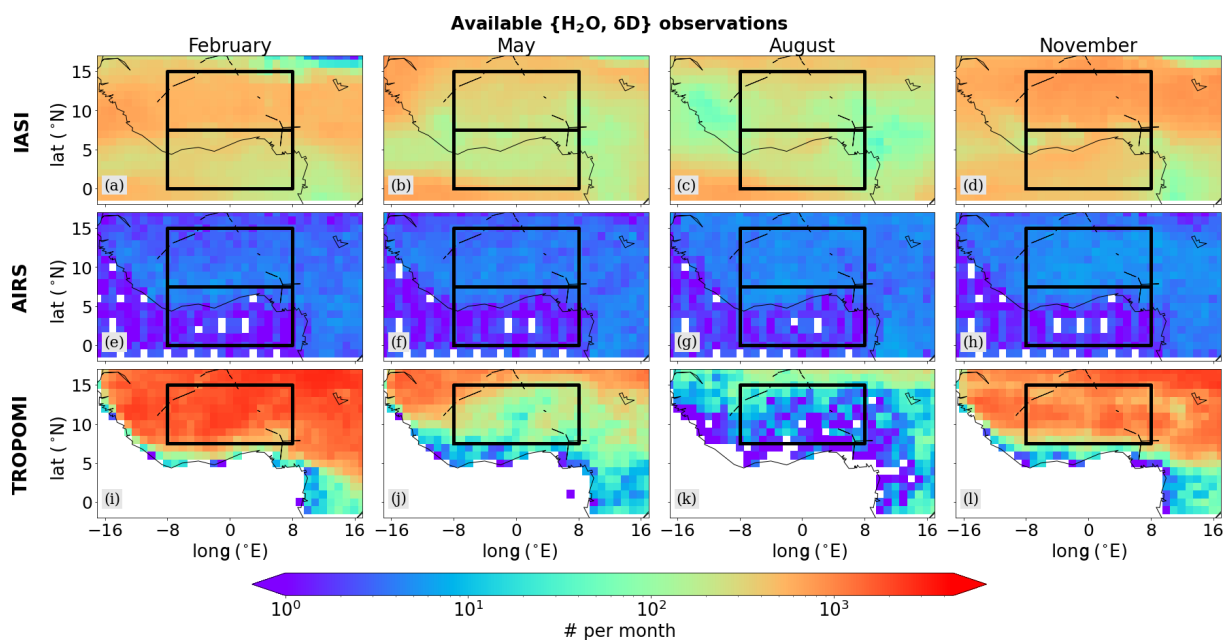 Available {H₂O, δD} observations
February May August November
IASI
lat (°N)
15
10
5
0
(a) (b) (c) (d)
AIRS
lat (°N)
15
10
5
0
(e) (f) (g) (h)
TROPOMI
lat (°N)
15
10
5
0
(i) (j) (k) (l)
−16 −8 0 8 16 −16 −8 0 8 16 −16 −8 0 8 16 −16 −8 0 8 16
long (°E) long (°E) long (°E) long (°E)
10⁰ 10¹ 10² 10³
# per month